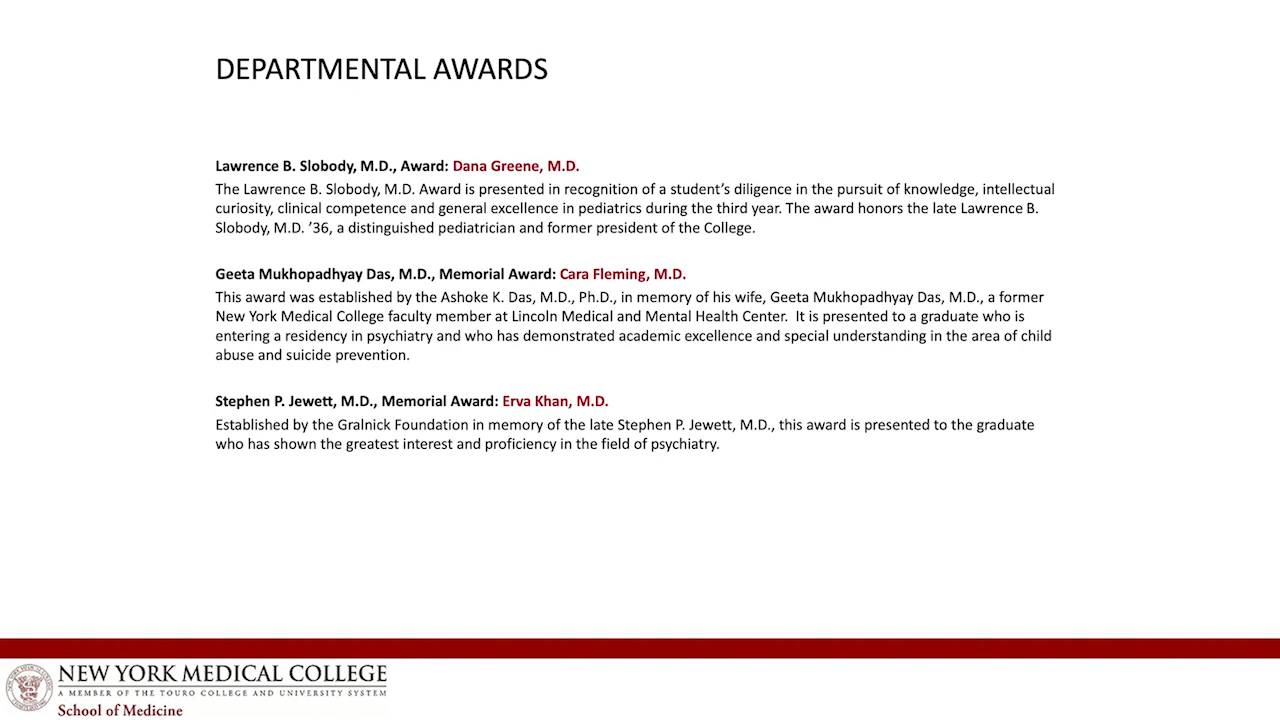 DEPARTMENTAL AWARDS
Lawrence B. Slobody, M.D., Award: Dana Greene, M.D.
The Lawrence B. Slobody, M.D. Award is presented in recognition of a student’s diligence in the pursuit of knowledge, intellectual
curiosity, clinical competence and general excellence in pediatrics during the third year. The award honors the late Lawrence B.
Slobody, M.D. ’36, a distinguished pediatrician and former president of the College.
Geeta Mukhopadhyay Das, M.D., Memorial Award: Cara Fleming, M.D.
This award was established by the Ashoke K. Das, M.D., Ph.D., in memory of his wife, Geeta Mukhopadhyay Das, M.D., a former
New York Medical College faculty member at Lincoln Medical and Mental Health Center.  It is presented to a graduate who is
entering a residency in psychiatry and who has demonstrated academic excellence and special understanding in the area of child
abuse and suicide prevention.
Stephen P. Jewett, M.D., Memorial Award: Erva Khan, M.D.
Established by the Gralnick Foundation in memory of the late Stephen P. Jewett, M.D., this award is presented to the graduate
who has shown the greatest interest and proficiency in the field of psychiatry.
NEW YORK MEDICAL COLLEGE
A MEMBER OF THE TOURO COLLEGE AND UNIVERSITY SYSTEM
School of Medicine